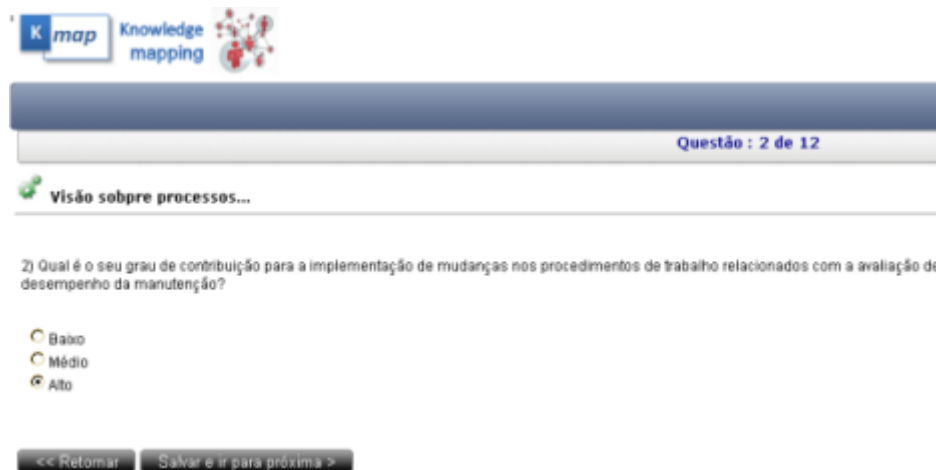 K map Knowledge
mapping
Questão : 2 de 12
Visão sobpre processos...
2) Qual é o seu grau de contribuição para a implementação de mudanças nos procedimentos de trabalho relacionados com a avaliação de
desempenho da manutenção?
Baixo
Médio
Alto
<< Retornar Salvar e ir para próxima >